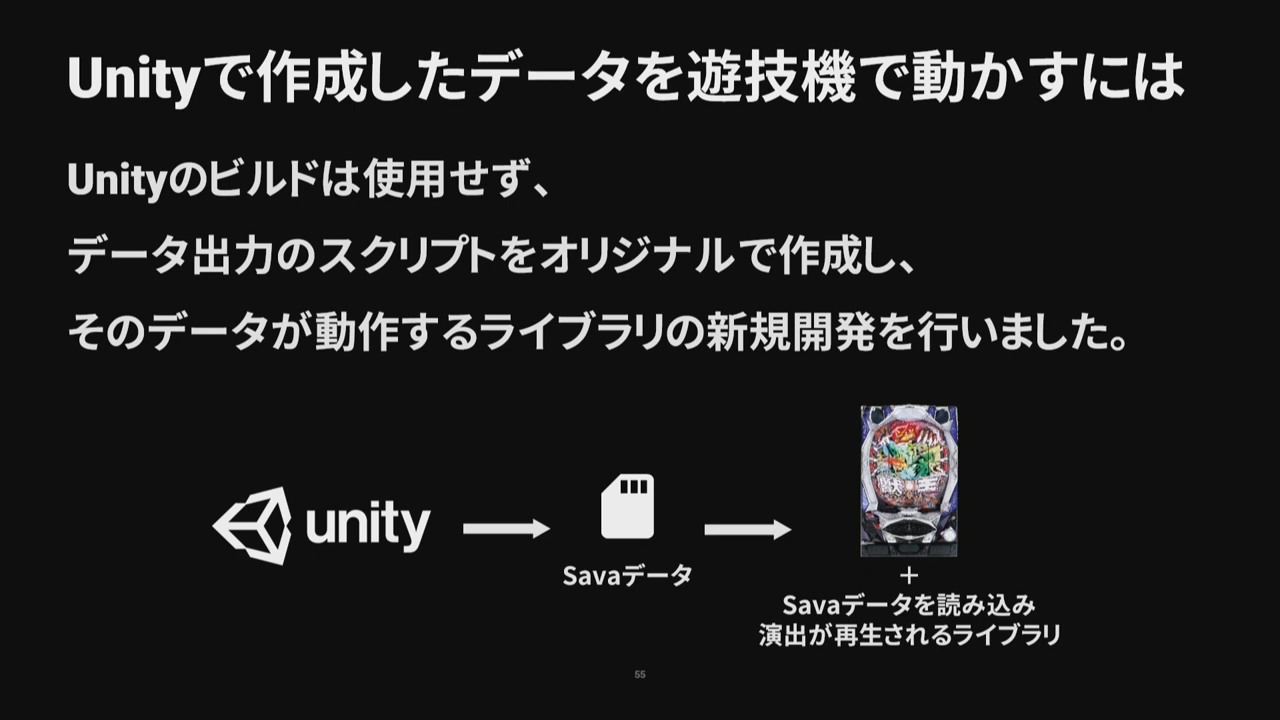 Unityで作成したデータを遊技機で動かすには
Unityのビルドは使用せず、
データ出力のスクリプトをオリジナルで作成し、
そのデータが動作するライブラリの新規開発を行いました。
unity
Savaデータ
+
Savaデータを読み込み
演出が再生されるライブラリ
55